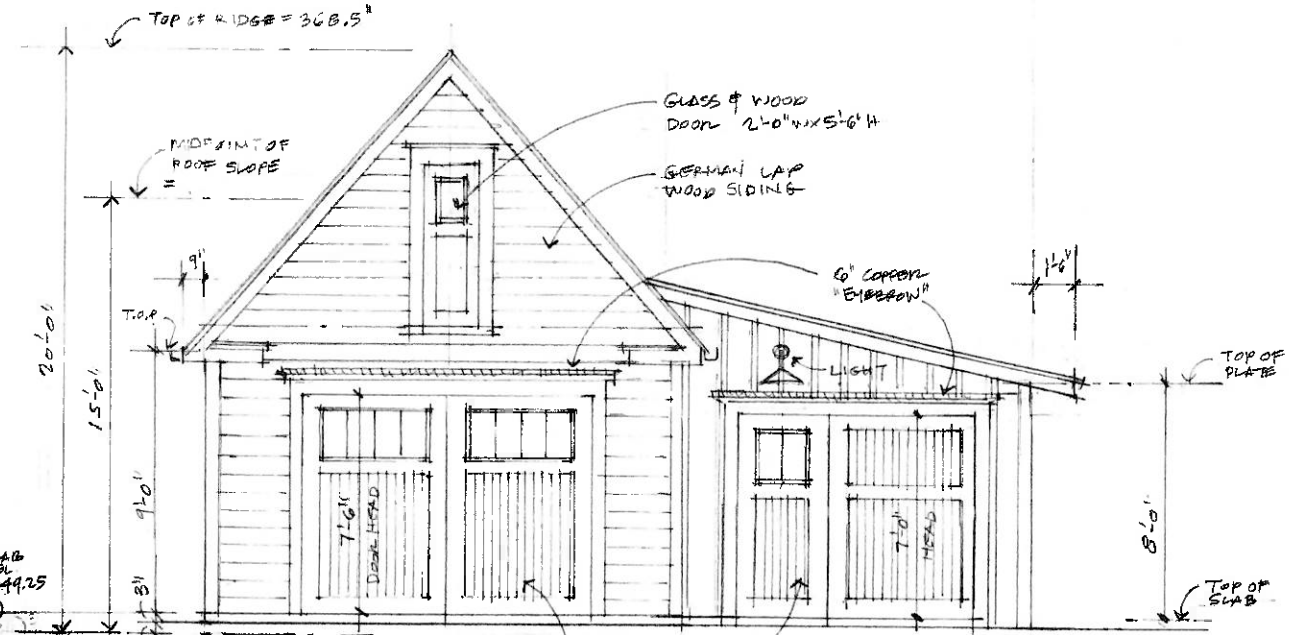 TOP OF RIDGE = 368.5"
GLASS & WOOD
DOOR 2'-0"W X 5'-6"H
MIDPOINT OF
ROOF SLOPE
=
GERMAN LAP
WOOD SIDING
9"
6" COPPER
"EYEBROW"
1'-6"
T.O.P
20'-0"
15'-0"
LIGHT
TOP OF
PLATE
9'-0"
7'-6"
DOOR HEAD
7'-0"
HEAD
8'-0"
49.25
3"
TOP OF
SLAB